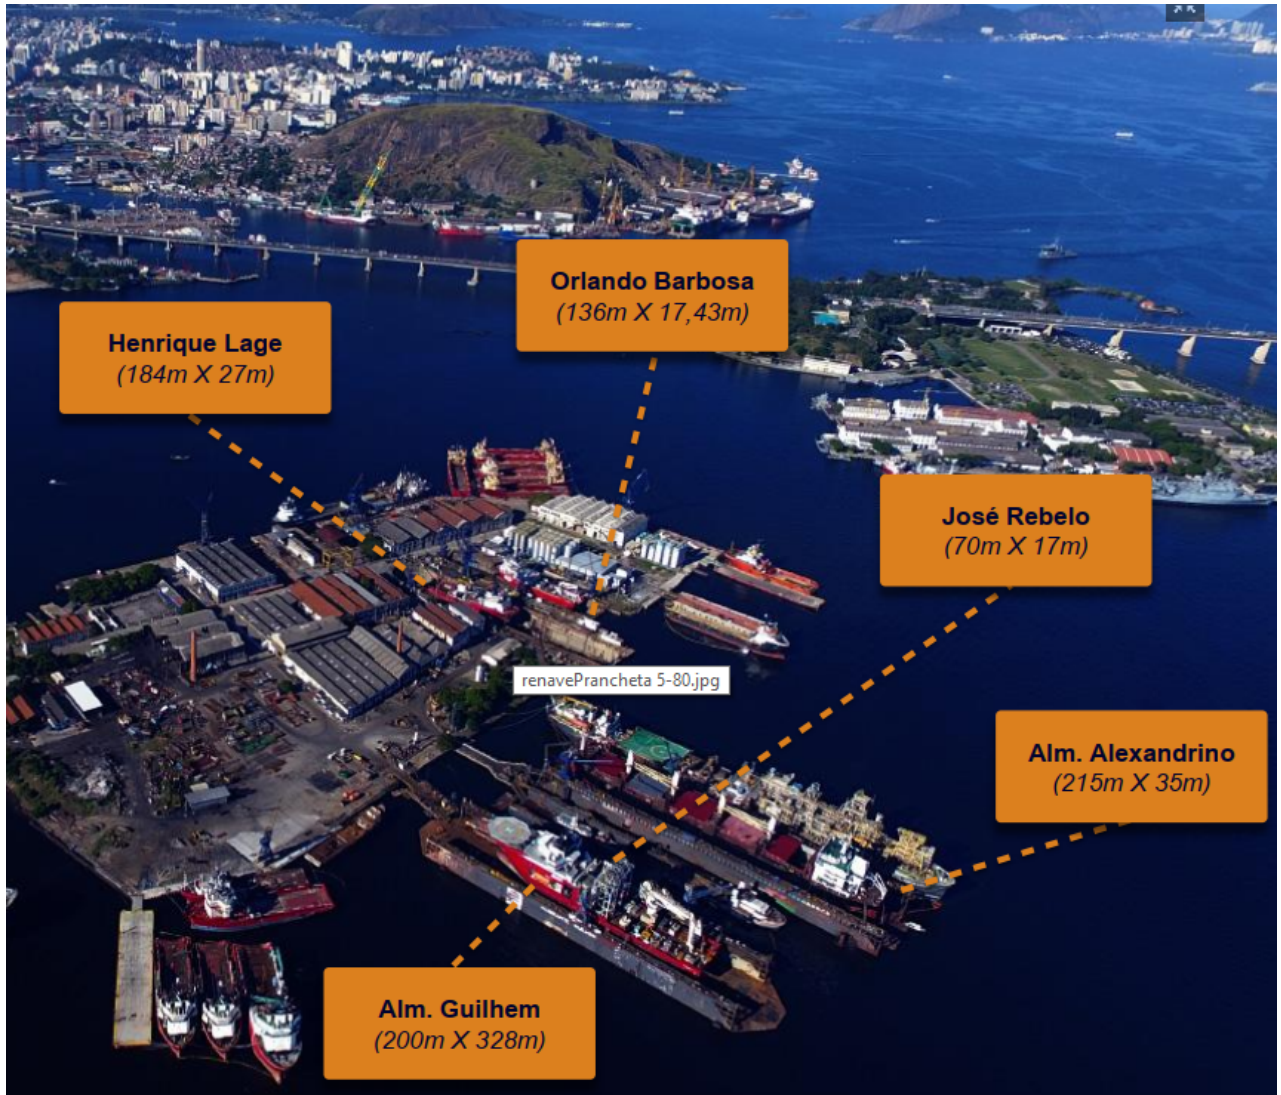 Orlando Barbosa
(136m X 17,43m)
Henrique Lage
(184m X 27m)
José Rebelo
(70m X 17m)
renavePrancheta 5-80.jpg
Alm. Alexandrino
(215m X 35m)
Alm. Guilhem
(200m X 328m)